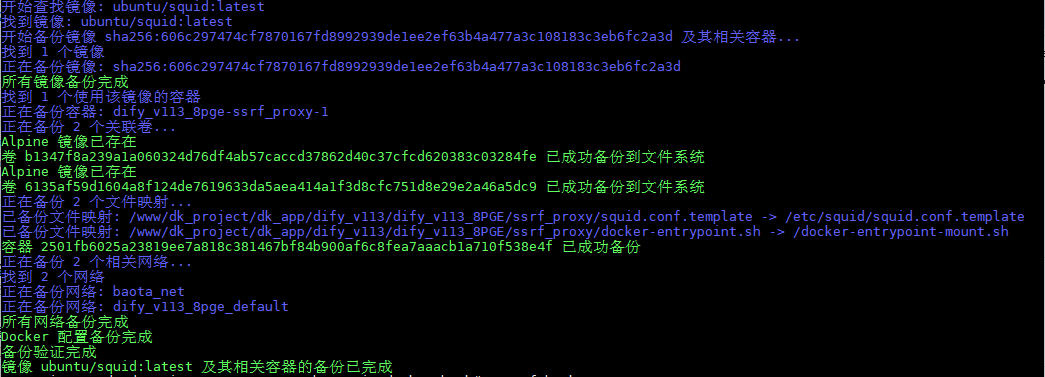 开始查找镜像: ubuntu/squid:latest
找到镜像: ubuntu/squid:latest
开始备份镜像 sha256:606c297474cf7870167fd8992939de1ee2ef63b4a477a3c108183c3eb6fc2a3d 及其相关容器...
找到 1 个镜像
正在备份镜像: sha256:606c297474cf7870167fd8992939de1ee2ef63b4a477a3c108183c3eb6fc2a3d
所有镜像备份完成
找到 1 个使用该镜像的容器
正在备份容器: dify_v113_8pge-ssrf_proxy-1
正在备份 2 个关联卷...
Alpine 镜像已存在
卷 b1347f8a239a1a060324d76df4ab57caccd37862d40c37cfcd620383c03284fe 已成功备份到文件系统
Alpine 镜像已存在
卷 6135af59d1604a8f124de7619633da5aea414a1f3d8cfc751d8e29e2a46a5dc9 已成功备份到文件系统
正在备份 2 个文件映射...
已备份文件映射: /www/dk_project/dk_app/dify_v113/dify_v113_8PGE/ssrf_proxy/squid.conf.template -> /etc/squid/squid.conf.template
已备份文件映射: /www/dk_project/dk_app/dify_v113/dify_v113_8PGE/ssrf_proxy/docker-entrypoint.sh -> /docker-entrypoint-mount.sh
容器 2501fb6025a23819ee7a818c381467bf84b900af6c8fea7aaacb1a710f538e4f 已成功备份
正在备份 2 个相关网络...
找到 2 个网络
正在备份网络: baota_net
正在备份网络: dify_v113_8pge_default
所有网络备份完成
Docker 配置备份完成
备份验证完成
镜像 ubuntu/squid:latest 及其相关容器的备份已完成